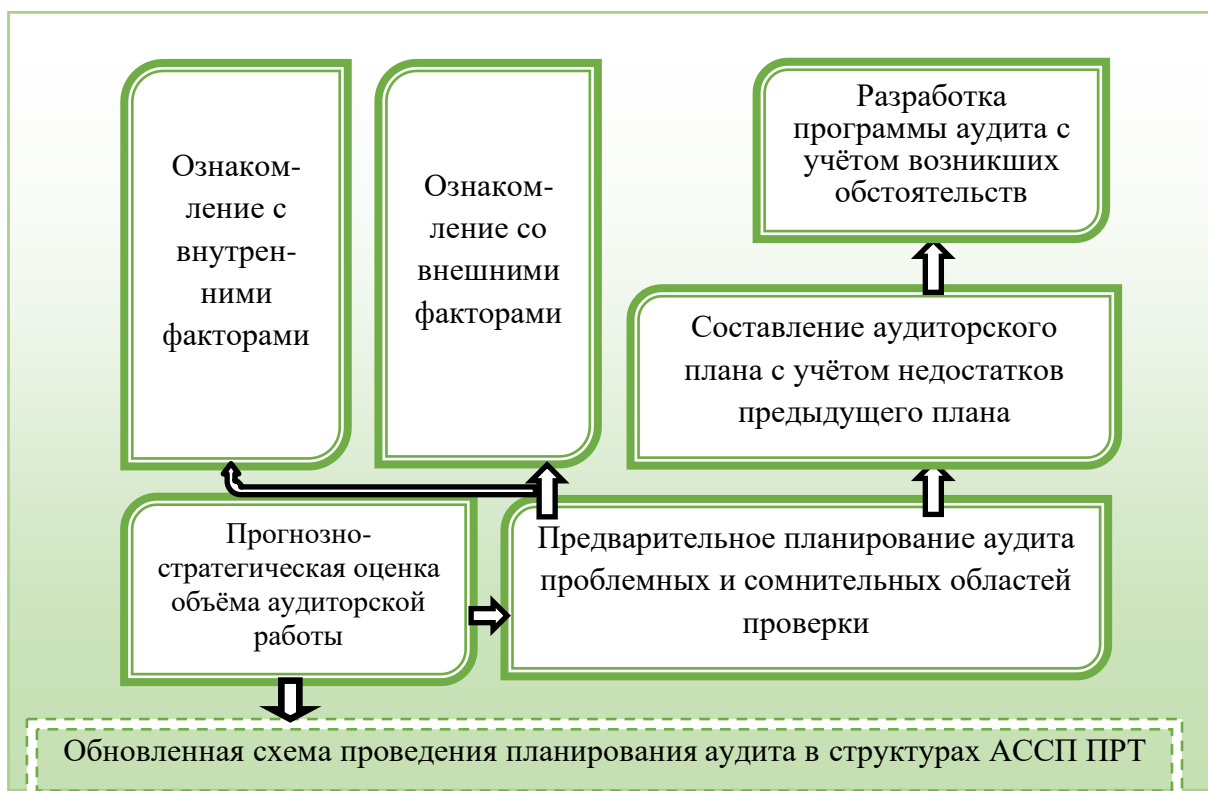 Ознаком-
ление с
внутрен-
ними
факторами
Ознаком-
ление со
внешними
факторами
Разработка
программы аудита с
учётом возникших
обстоятельств
Составление аудиторского
плана с учётом недостатков
предыдущего плана
Прогнозно-
стратегическая оценка
объёма аудиторской
работы
Предварительное планирование аудита
проблемных и сомнительных областей
проверки
Обновленная схема проведения планирования аудита в структурах АССП ПРТ